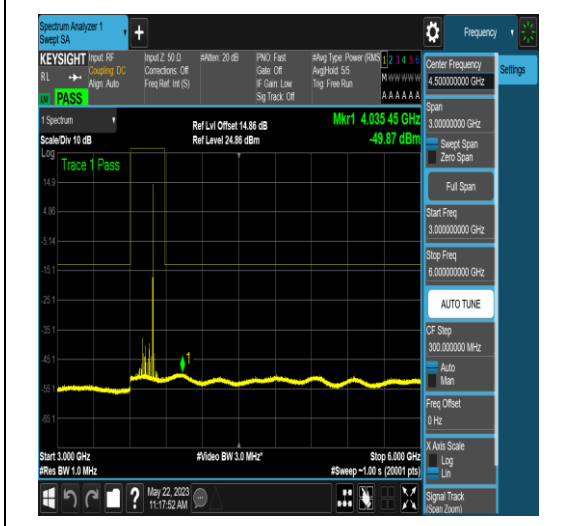 Spectrum Analyzer 1
Swept SA
Frequency
KEYSIGHT
RL
PASS
Input: RF
Coupling: DC
Align: Auto
Input Z: 50 Ω
Corrections: Off
Freq Ref: Int (S)
#Atten: 20 dB
PNO: Fast
Gate: Off
IF Gain: Low
Sig Track: Off
#Avg Type: Power (RMS
Avg|Hold: 5/5
Trig: Free Run
1 2 3 4 5 6
M W W W W W
A A A A A A
1 Spectrum
Scale/Div 10 dB
Ref Lvl Offset 14.86 dB
Ref Level 24.86 dBm
Mkr1 4.035 45 GHz
-49.87 dBm
Log
Trace 1 Pass
14.9
4.86
-5.14
-15.1
-25.1
-35.1
-45.1
-55.1
-65.1
1
Start 3.000 GHz
#Res BW 1.0 MHz
#Video BW 3.0 MHz*
Stop 6.000 GHz
#Sweep ~1.00 s (20001 pts)
Center Frequency
4.500000000 GHz
Settings
Span
3.00000000 GHz
Swept Span
Zero Span
Full Span
Start Freq
3.000000000 GHz
Stop Freq
6.000000000 GHz
AUTO TUNE
CF Step
300.000000 MHz
Auto
Man
Freq Offset
0 Hz
X Axis Scale
Log
Lin
Signal Track
(Span Zoom)
?
May 22, 2023
11:17:52 AM